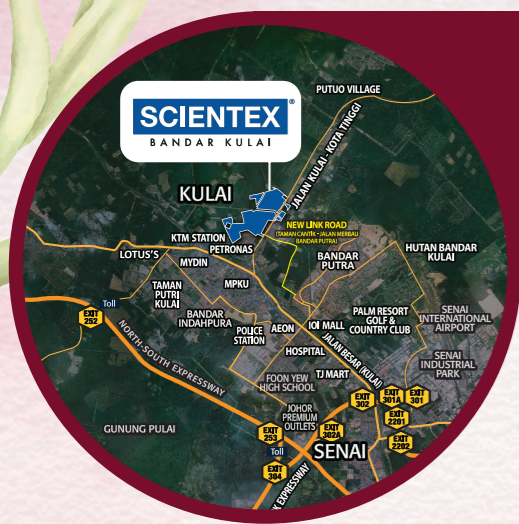 SCIENTEX®
BANDAR KULAI
PUTUO VILLAGE
JALAN KULAI - KOTA TINGGI
KULAI
NEW LINK ROAD
(TAMAN CANTIK - JALAN MERBAU
BANDAR PUTRA)
KTM STATION
PETRONAS
LOTUS'S
MYDIN
HUTAN BANDAR
KULAI
BANDAR
PUTRA
MPKU
TAMAN
PUTRI
KULAI
Toll
EXIT
252
BANDAR
INDAHPURA
PALM RESORT
GOLF &
COUNTRY CLUB
SENAI
INTERNATIONAL
AIRPORT
POLICE
STATION
AEON
IOI MALL
JALAN BESAR (KULAI)
NORTH-SOUTH EXPRESSWAY
HOSPITAL
SENAI
INDUSTRIAL
PARK
TJ MART
FOON YEW
HIGH SCHOOL
EXIT
302
EXIT
301A
EXIT
301
EXIT
2201
EXIT
2202
JOHOR
PREMIUM
OUTLETS
GUNUNG PULAI
EXIT
253
EXIT
302A
Toll
SENAI
EXIT
304
EXPRESSWAY